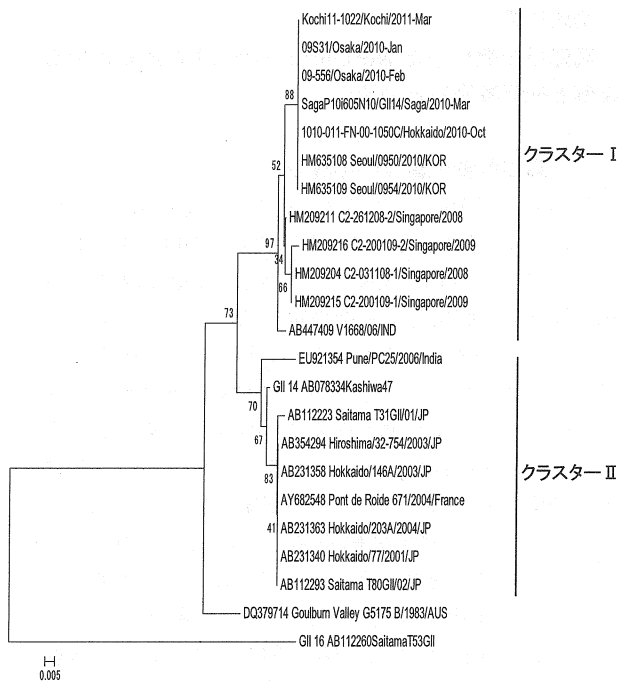 Kochi11-1022/Kochi/2011-Mar
09S31/Osaka/2010-Jan
09-556/Osaka/2010-Feb
88
SagaP10i605N10/GII14/Saga/2010-Mar
1010-011-FN-00-1050C/Hokkaido/2010-Oct
クラスターⅠ
52
HM635108 Seoul/0950/2010/KOR
HM635109 Seoul/0954/2010/KOR
HM209211 C2-261208-2/Singapore/2008
97
HM209216 C2-200109-2/Singapore/2009
34
HM209204 C2-031108-1/Singapore/2008
66
HM209215 C2-200109-1/Singapore/2009
73
AB447409 V1668/06/IND
EU921354 Pune/PC25/2006/India
GII 14 AB078334Kashiwa47
70
AB112223 Saitama T31GII/01/JP
67
AB354294 Hiroshima/32-754/2003/JP
AB231358 Hokkaido/146A/2003/JP
クラスターⅡ
83
AY682548 Pont de Roide 671/2004/France
41
AB231363 Hokkaido/203A/2004/JP
AB231340 Hokkaido/77/2001/JP
AB112293 Saitama T80GII/02/JP
DQ379714 Goulburn Valley G5175 B/1983/AUS
GII 16 AB112260SaitamaT53GII
0.005